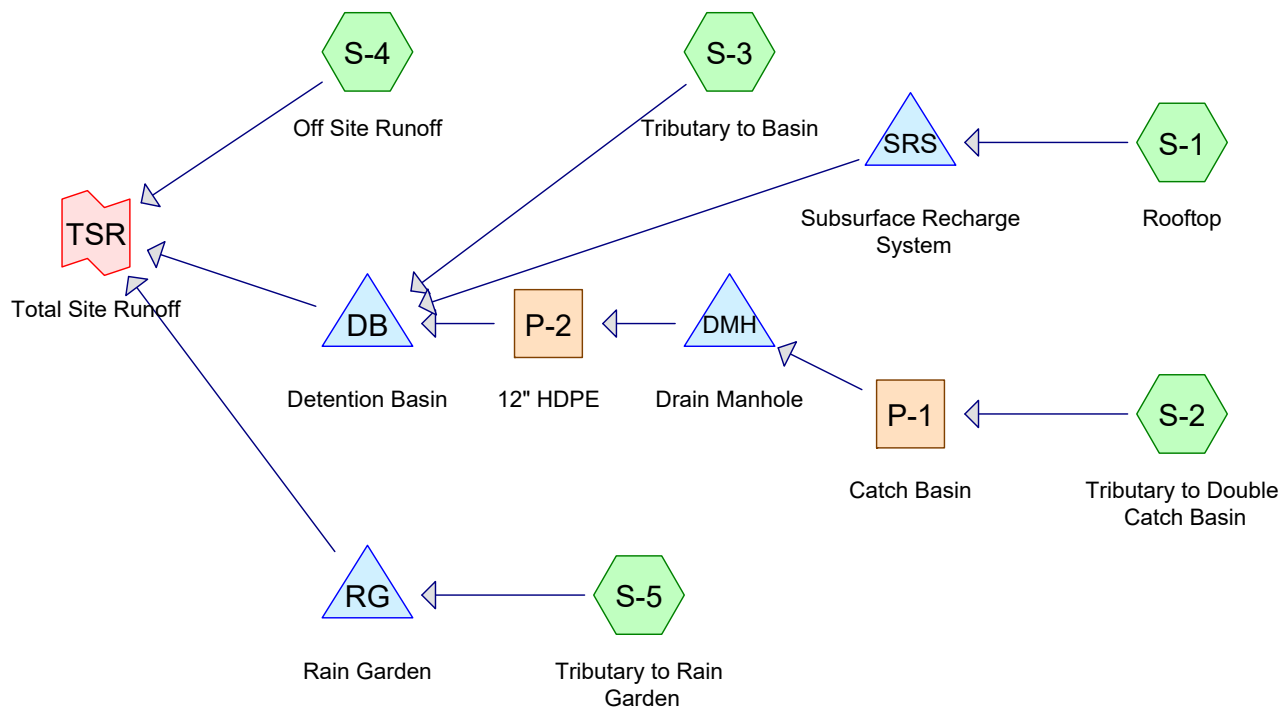 S-4
Off Site Runoff
S-3
Tributary to Basin
SRS
Subsurface Recharge
System
S-1
Rooftop
TSR
Total Site Runoff
DB
Detention Basin
P-2
12" HDPE
DMH
Drain Manhole
P-1
Catch Basin
S-2
Tributary to Double
Catch Basin
RG
Rain Garden
S-5
Tributary to Rain
Garden